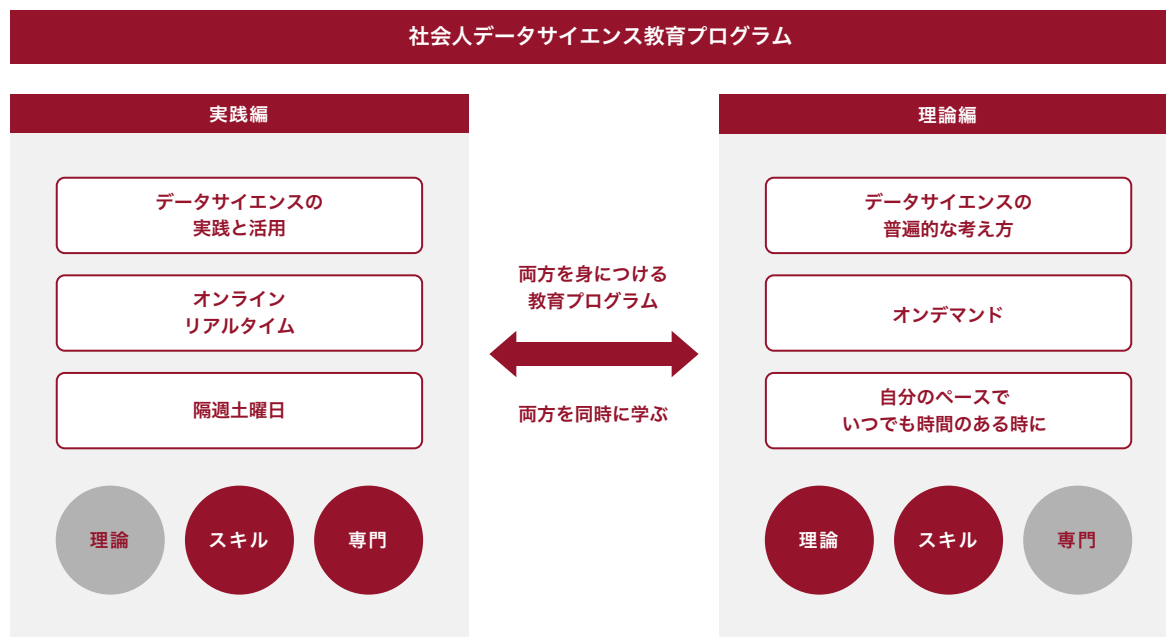 社会人データサイエンス教育プログラム
実践編
データサイエンスの
実践と活用
オンライン
リアルタイム
隔週土曜日
理論
スキル
専門
両方を身につける
教育プログラム
両方を同時に学ぶ
理論編
データサイエンスの
普遍的な考え方
オンデマンド
自分のペースで
いつでも時間のある時に
理論
スキル
専門